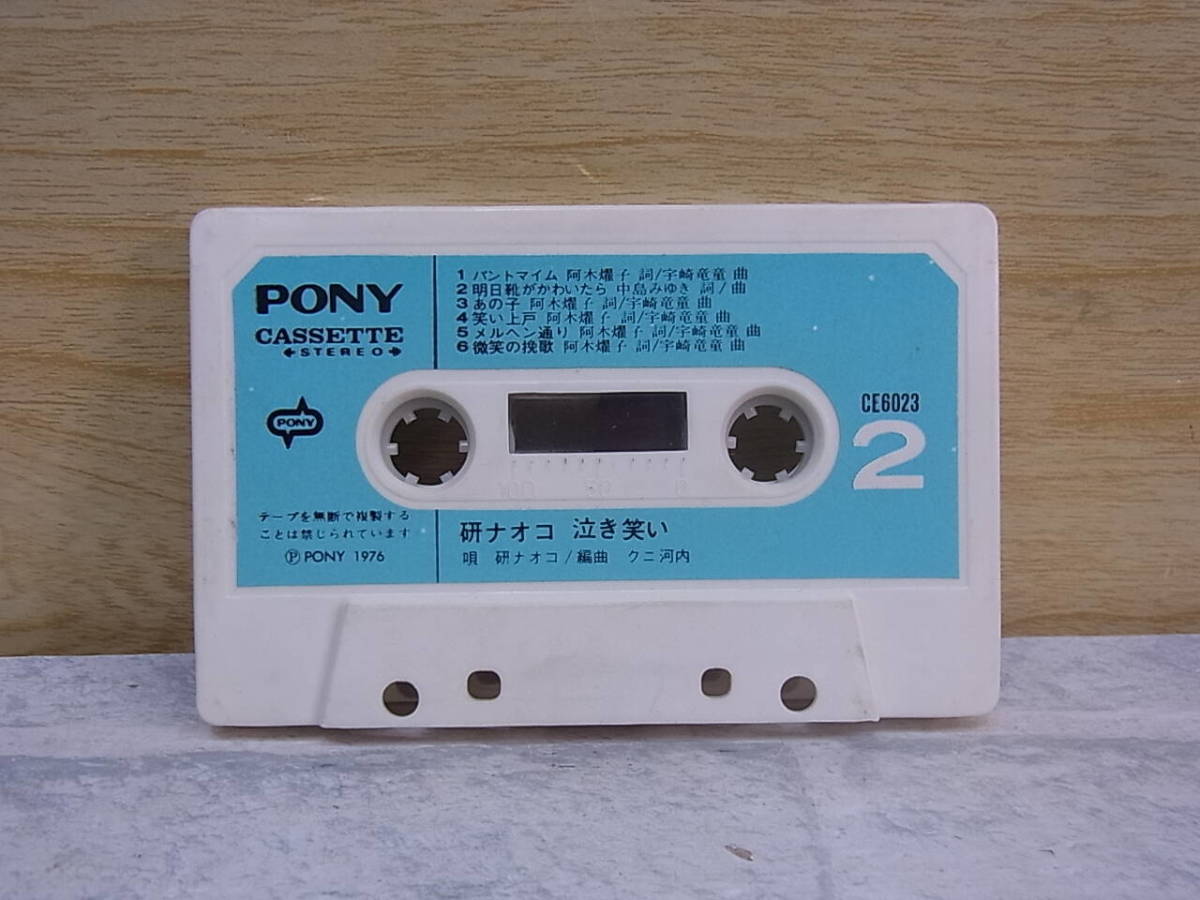 PONY
CASSETTE
STEREO
PONY
テープを無断で複製する
ことは禁じられています
Ⓟ PONY 1976
1 パントマイム 阿木燿子 詞/宇崎竜童 曲
2 明日靴がかわいたら 中島みゆき 詞/曲
3 あの子 阿木燿子 詞/宇崎竜童 曲
4 笑い上戸 阿木燿子 詞/宇崎竜童 曲
5 メルヘン通り 阿木燿子 詞/宇崎竜童 曲
6 微笑の挽歌 阿木燿子 詞/宇崎竜童 曲
CE6023
2
100 50 0
研ナオコ 泣き笑い
唄 研ナオコ/編曲 クニ河内